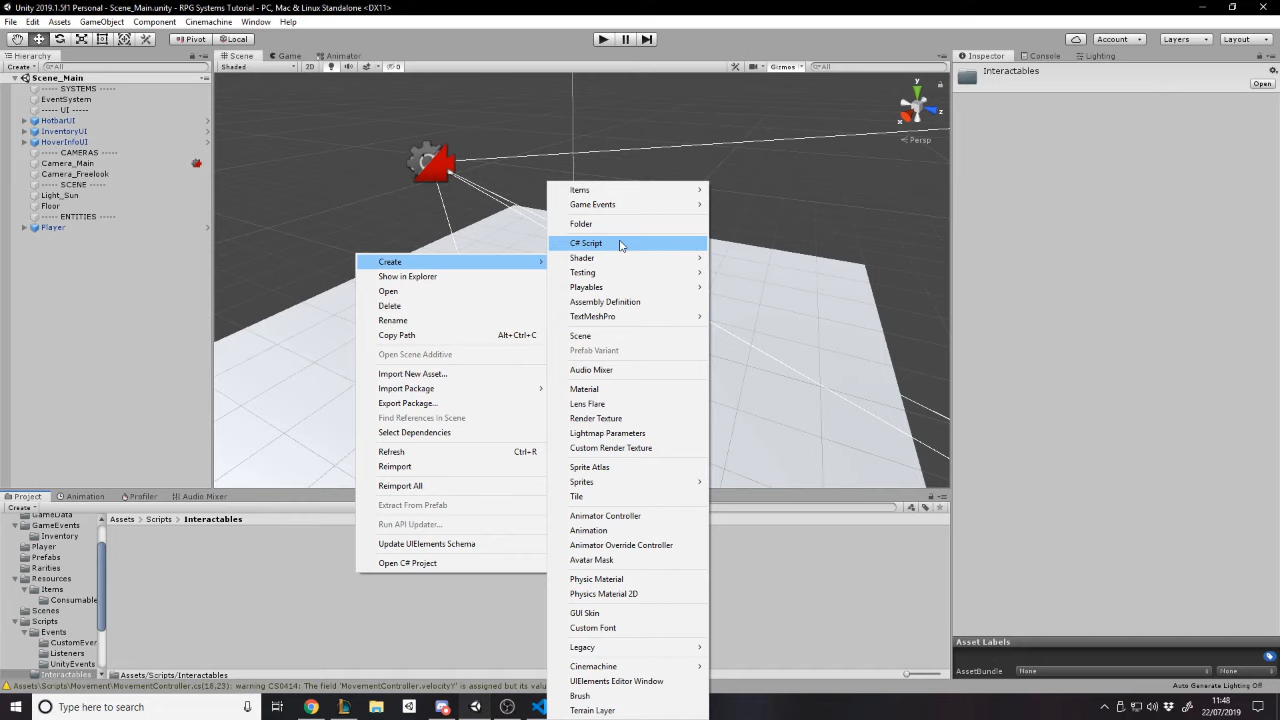 Unity 2019.1.5f1 Personal - Scene_Main.unity - RPG Systems Tutorial - PC, Mac & Linux Standalone <DX11>
File Edit Assets GameObject Component Cinemachine Window Help
Pivot Local Account Layers Layout
Hierarchy
Create All
Scene_Main
----- SYSTEMS -----
EventSystem
----- UI -----
HotbarUI
InventoryUI
HoverInfoUI
----- CAMERAS -----
Camera_Main
Camera_Freelook
----- SCENE -----
Light_Sun
Floor
----- ENTITIES -----
Player
Scene Game Animator
Shaded 2D 0 Gizmos All
y
x
z
Persp
Inspector Console Lighting
Interactables
Open
Create
Show in Explorer
Open
Delete
Rename
Copy Path Alt+Ctrl+C
Open Scene Additive
Import New Asset...
Import Package
Export Package...
Find References In Scene
Select Dependencies
Refresh Ctrl+R
Reimport
Reimport All
Extract From Prefab
Run API Updater...
Update UIElements Schema
Open C# Project
Items
Game Events
Folder
C# Script
Shader
Testing
Playables
Assembly Definition
TextMeshPro
Scene
Prefab Variant
Audio Mixer
Material
Lens Flare
Render Texture
Lightmap Parameters
Custom Render Texture
Sprite Atlas
Sprites
Tile
Animator Controller
Animation
Animator Override Controller
Avatar Mask
Physic Material
Physics Material 2D
GUI Skin
Custom Font
Legacy
Cinemachine
UIElements Editor Window
Brush
Terrain Layer
Project Animation Profiler Audio Mixer
Create
GameData
GameEvents
Inventory
Player
Prefabs
Rarities
Resources
Items
Consumable
Scenes
Scripts
Events
CustomEver
Listeners
UnityEvents
Interactables
Assets Scripts Interactables
Assets/Scripts/Interactables
Asset Labels
AssetBundle None None
Assets\Scripts\Movement\MovementController.cs(18,23): warning CS0414: The field 'MovementController.velocityY' is assigned but its val
Auto Generate Lighting Off
Type here to search
11:48
22/07/2019